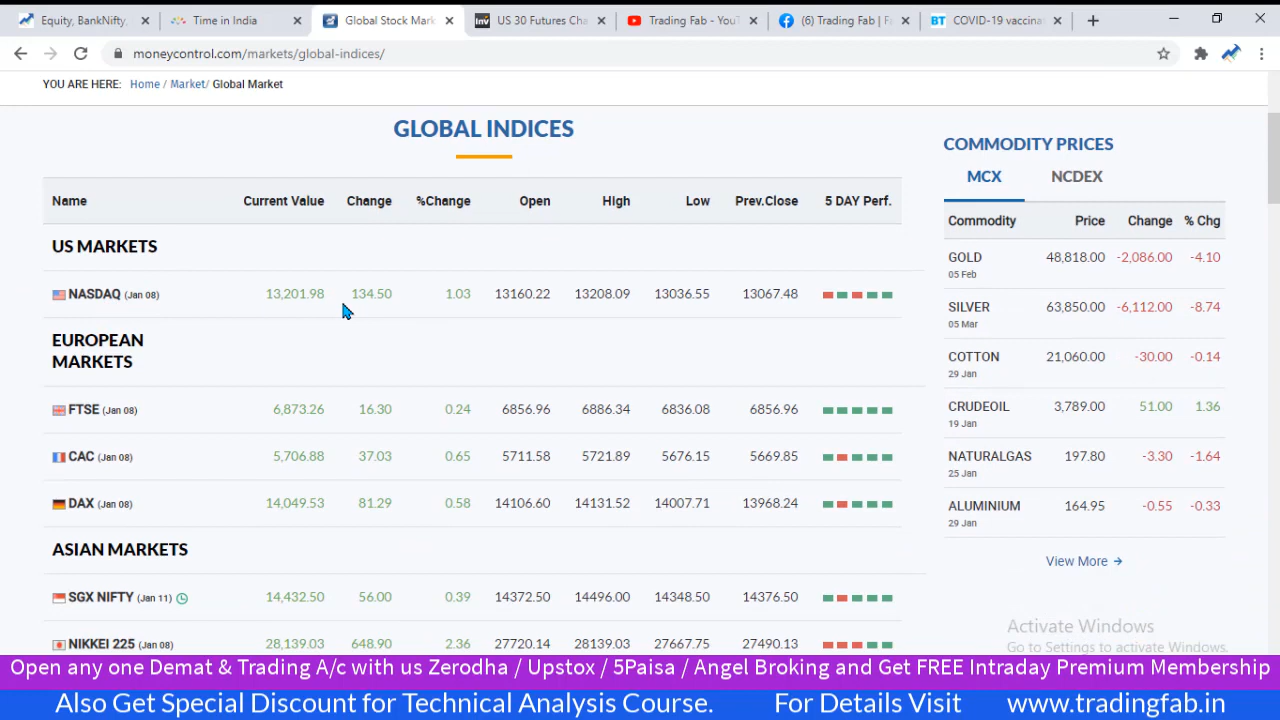 Equity, BankNifty,
Time in India
Global Stock Mark
US 30 Futures Cha
Trading Fab - YouT
(3) Trading Fab | F
COVID-19 vaccinat
moneycontrol.com/markets/global-indices/
YOU ARE HERE: Home / Market/ Global Market
GLOBAL INDICES
Name Current Value Change %Change Open High Low Prev.Close 5 DAY Perf.
US MARKETS
NASDAQ (Jan 08) 13,201.98 134.50 1.03 13160.22 13208.09 13036.55 13067.48
EUROPEAN
MARKETS
FTSE (Jan 08) 6,873.26 16.30 0.24 6856.96 6886.34 6836.08 6856.96
CAC (Jan 08) 5,706.88 37.03 0.65 5711.58 5721.89 5676.15 5669.85
DAX (Jan 08) 14,049.53 81.29 0.58 14106.60 14131.52 14007.71 13968.24
ASIAN MARKETS
SGX NIFTY (Jan 11) 14,432.50 56.00 0.39 14372.50 14496.00 14348.50 14376.50
NIKKEI 225 (Jan 08) 28,139.03 648.90 2.36 27720.14 28139.03 27667.75 27490.13
COMMODITY PRICES
MCX NCDEX
Commodity Price Change % Chg
GOLD 48,818.00 -2,086.00 -4.10
05 Feb
SILVER 63,850.00 -6,112.00 -8.74
05 Mar
COTTON 21,060.00 -30.00 -0.14
29 Jan
CRUDEOIL 3,789.00 51.00 1.36
19 Jan
NATURALGAS 197.80 -3.30 -1.64
25 Jan
ALUMINIUM 164.95 -0.55 -0.33
29 Jan
View More
Activate Windows
Go to Settings to activate Windows.
Open any one Demat & Trading A/c with us Zerodha / Upstox / 5Paisa / Angel Broking and Get FREE Intraday Premium Membership
Also Get Special Discount for Technical Analysis Course. For Details Visit www.tradingfab.in